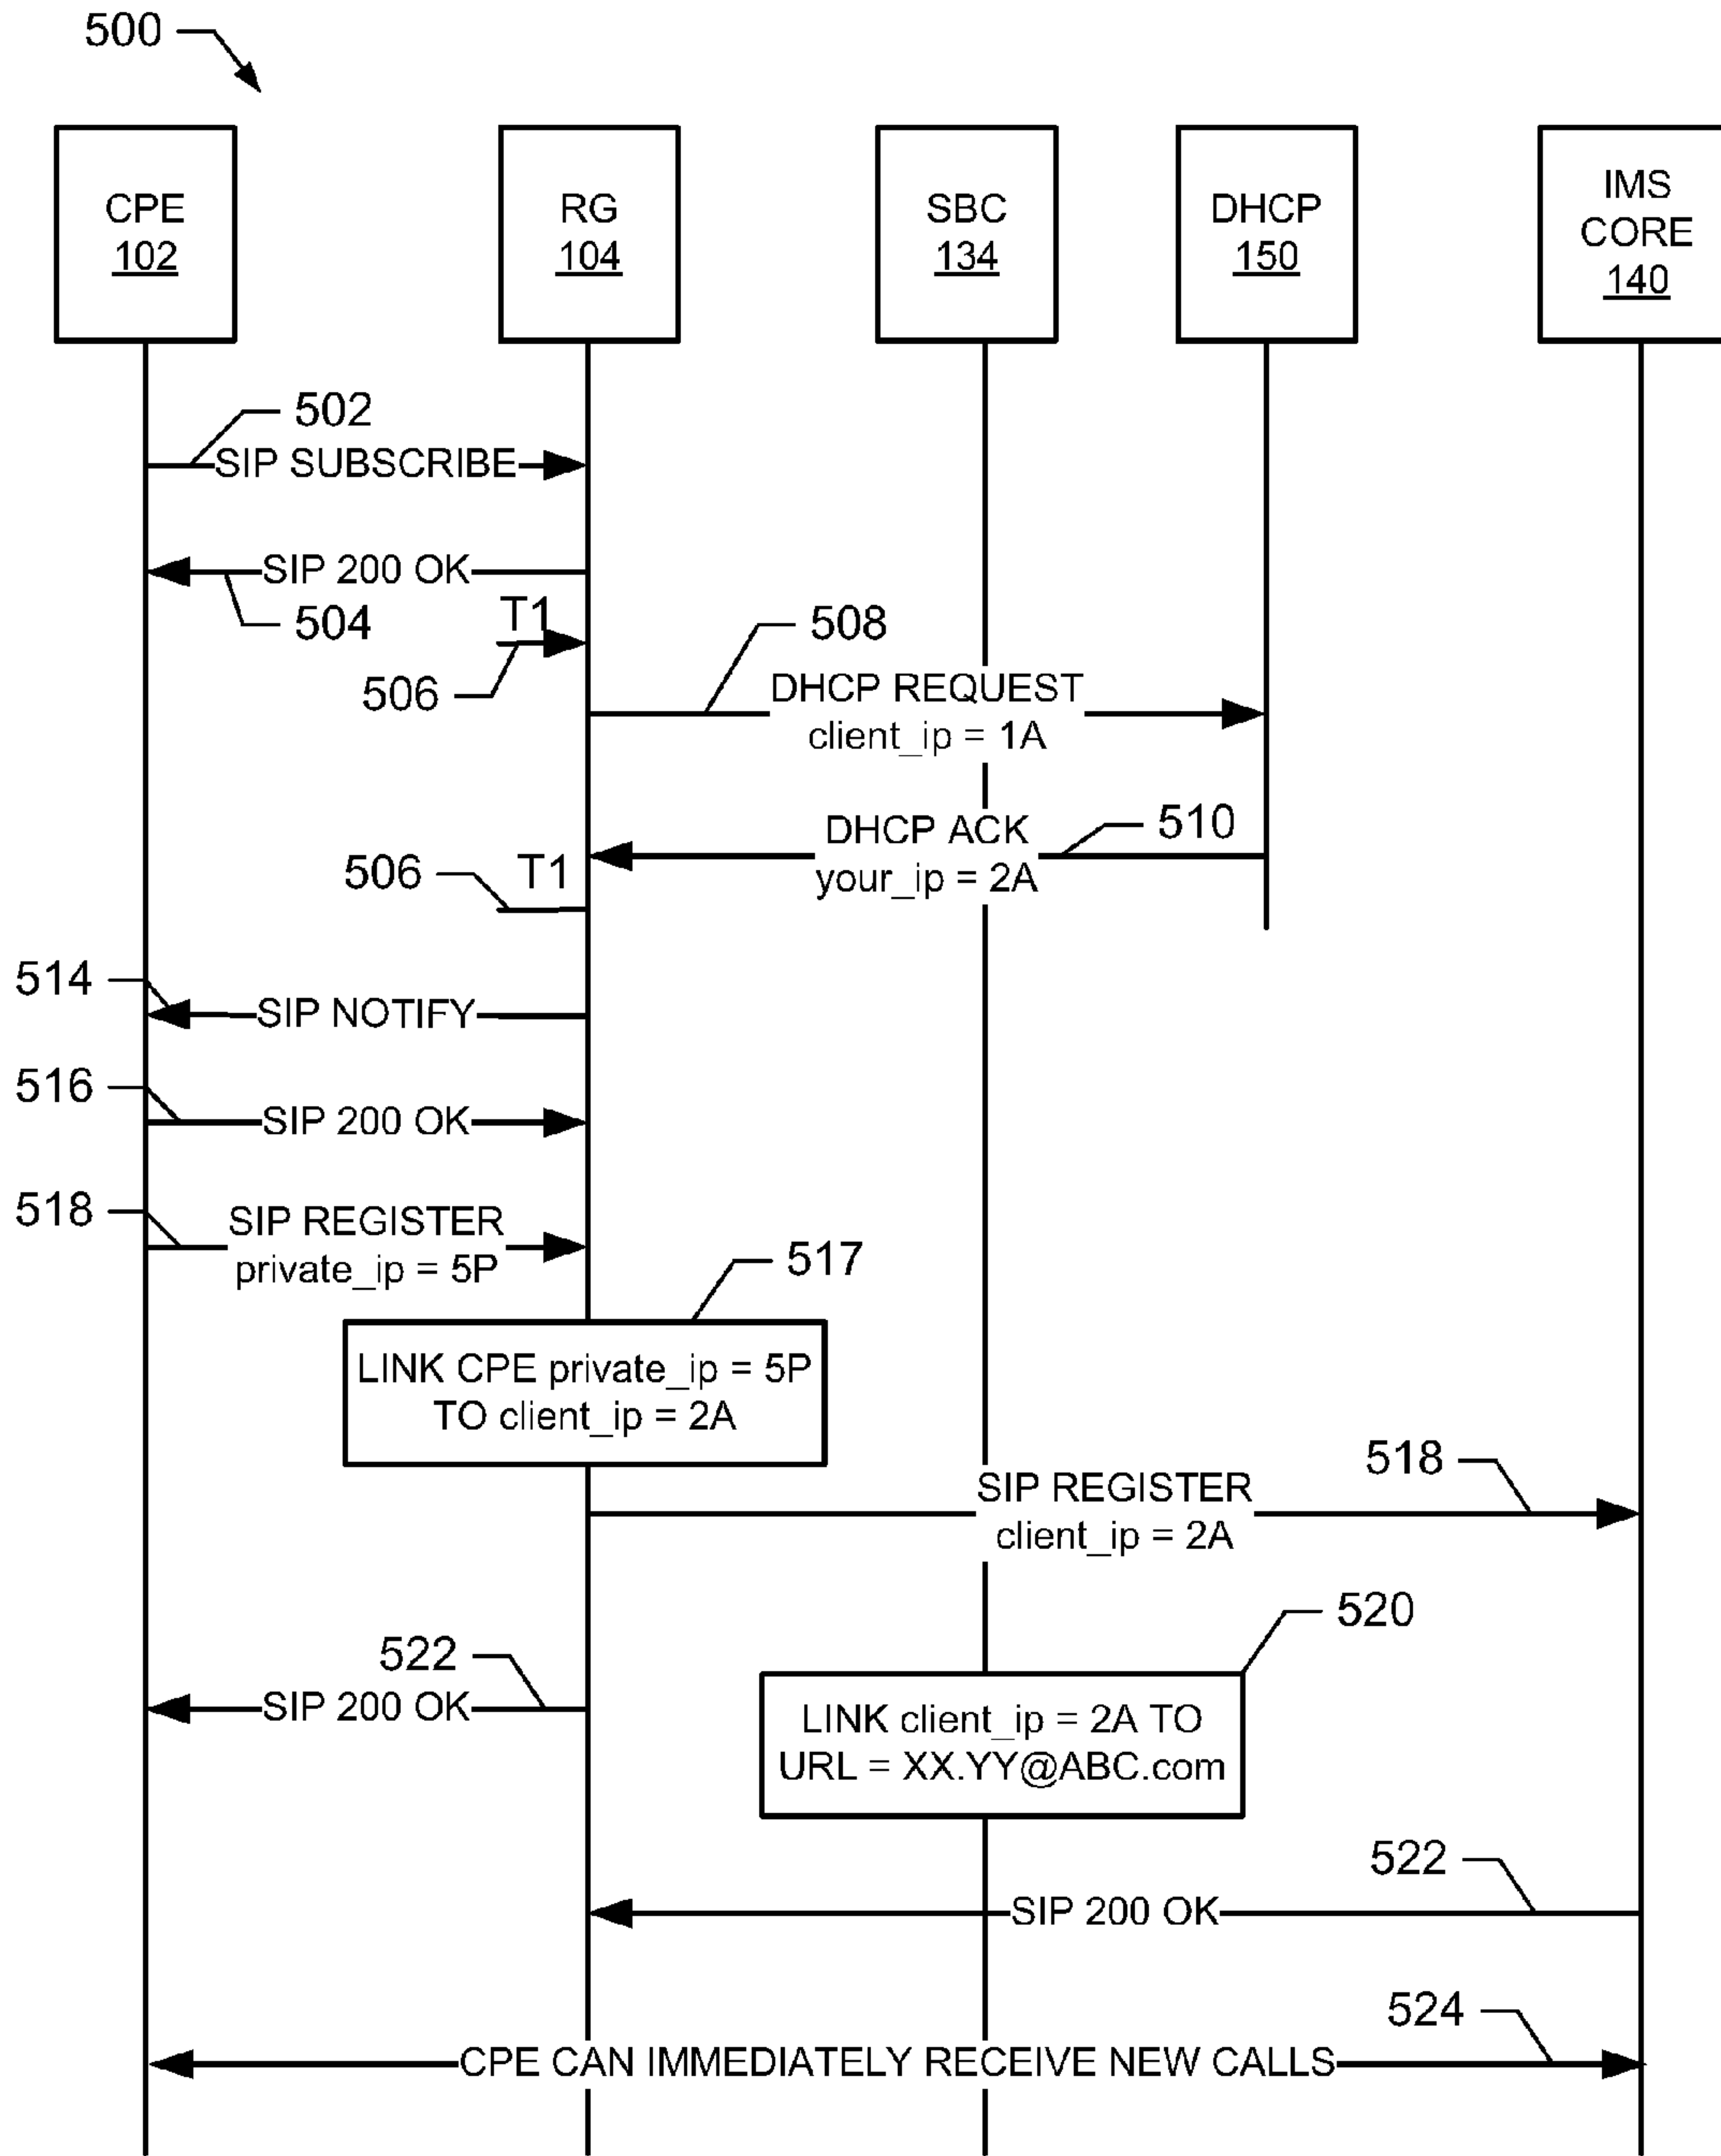 500
CPE
102
RG
104
SBC
134
DHCP
150
IMS
CORE
140
502
SIP SUBSCRIBE
SIP 200 OK
504
T1
506
508
DHCP REQUEST
client_ip = 1A
DHCP ACK
your_ip = 2A
510
506
T1
514
SIP NOTIFY
516
SIP 200 OK
518
SIP REGISTER
private_ip = 5P
517
LINK CPE private_ip = 5P
TO client_ip = 2A
518
SIP REGISTER
client_ip = 2A
520
522
SIP 200 OK
LINK client_ip = 2A TO
URL = XX.YY@ABC.com
522
SIP 200 OK
524
CPE CAN IMMEDIATELY RECEIVE NEW CALLS